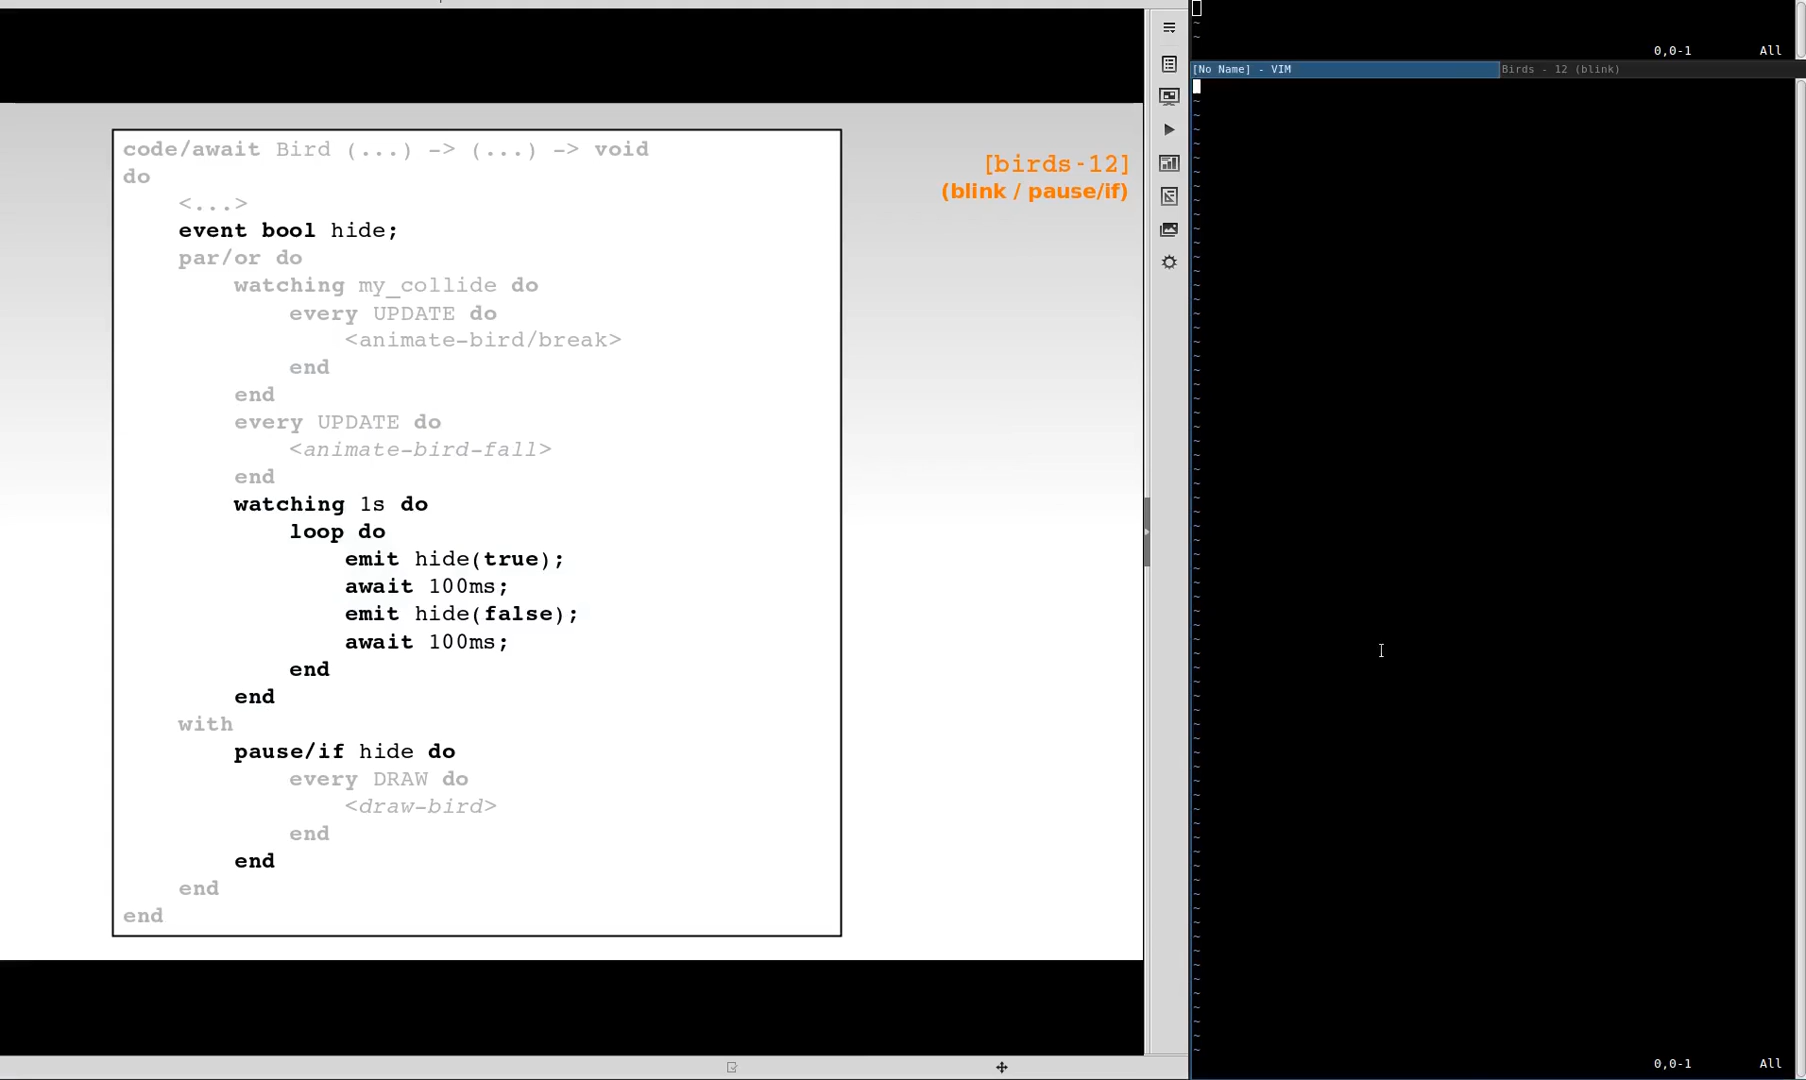 code/await Bird (...) -> (...) -> void
do
<...>
event bool hide;
par/or do
watching my_collide do
every UPDATE do
<animate-bird/break>
end
end
every UPDATE do
<animate-bird-fall>
end
watching 1s do
loop do
emit hide(true);
await 100ms;
emit hide(false);
await 100ms;
end
end
with
pause/if hide do
every DRAW do
<draw-bird>
end
end
end
end
[birds-12]
(blink / pause/if)
~
~
0,0-1 All
[No Name] - VIM
Birds - 12 (blink)
0,0-1 All